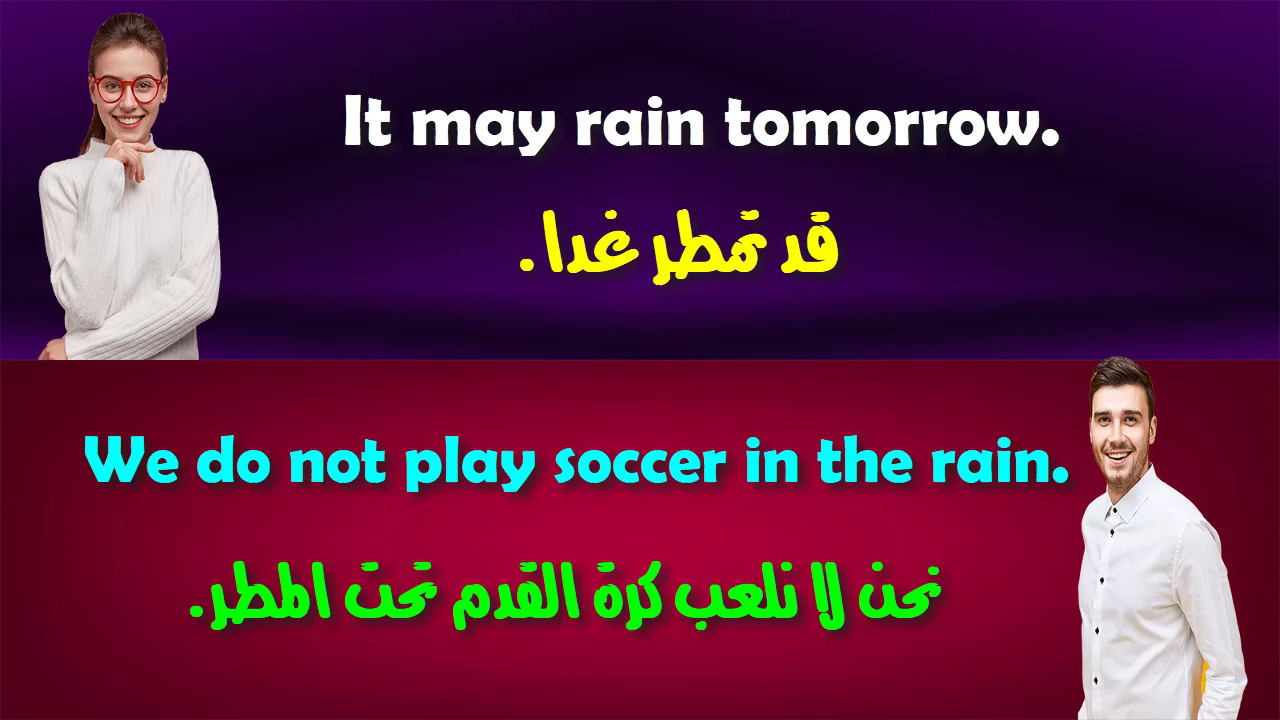 It may rain tomorrow.
قد تمطر غدا .
We do not play soccer in the rain.
نحن لا نلعب كرة القدم تحت المطر.